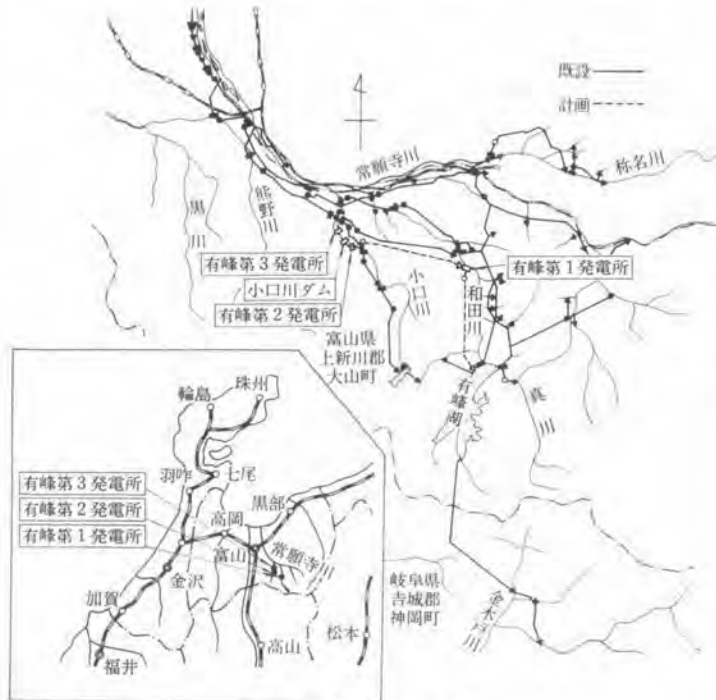 既設
計画
常願寺川
称名川
黒川
熊野川
有峰第3発電所
小口川ダム
有峰第2発電所
有峰第1発電所
小口川
和田川
富山県
上新川郡
大山町
有峰湖
真川
岐阜県
吉城郡
神岡町
金木戸川
輪島
珠州
羽咋
七尾
有峰第3発電所
有峰第2発電所
有峰第1発電所
高岡
黒部
富山
常願寺川
金沢
加賀
福井
高山
松本